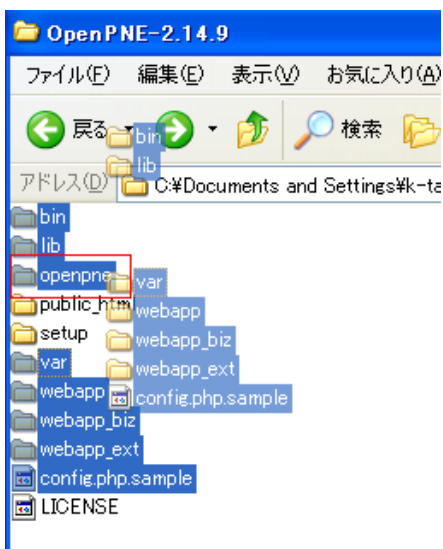 OpenPNE-2.14.9
ファイル(F) 編集(E) 表示(V) お気に入り(A)
戻る 検索
bin
lib
アドレス(D) C:¥Documents and Settings¥k-ta
bin
lib
openpne
var
public_html
webapp
setup
webapp_biz
var
webapp_ext
webapp
config.php.sample
webapp_biz
webapp_ext
config.php.sample
LICENSE